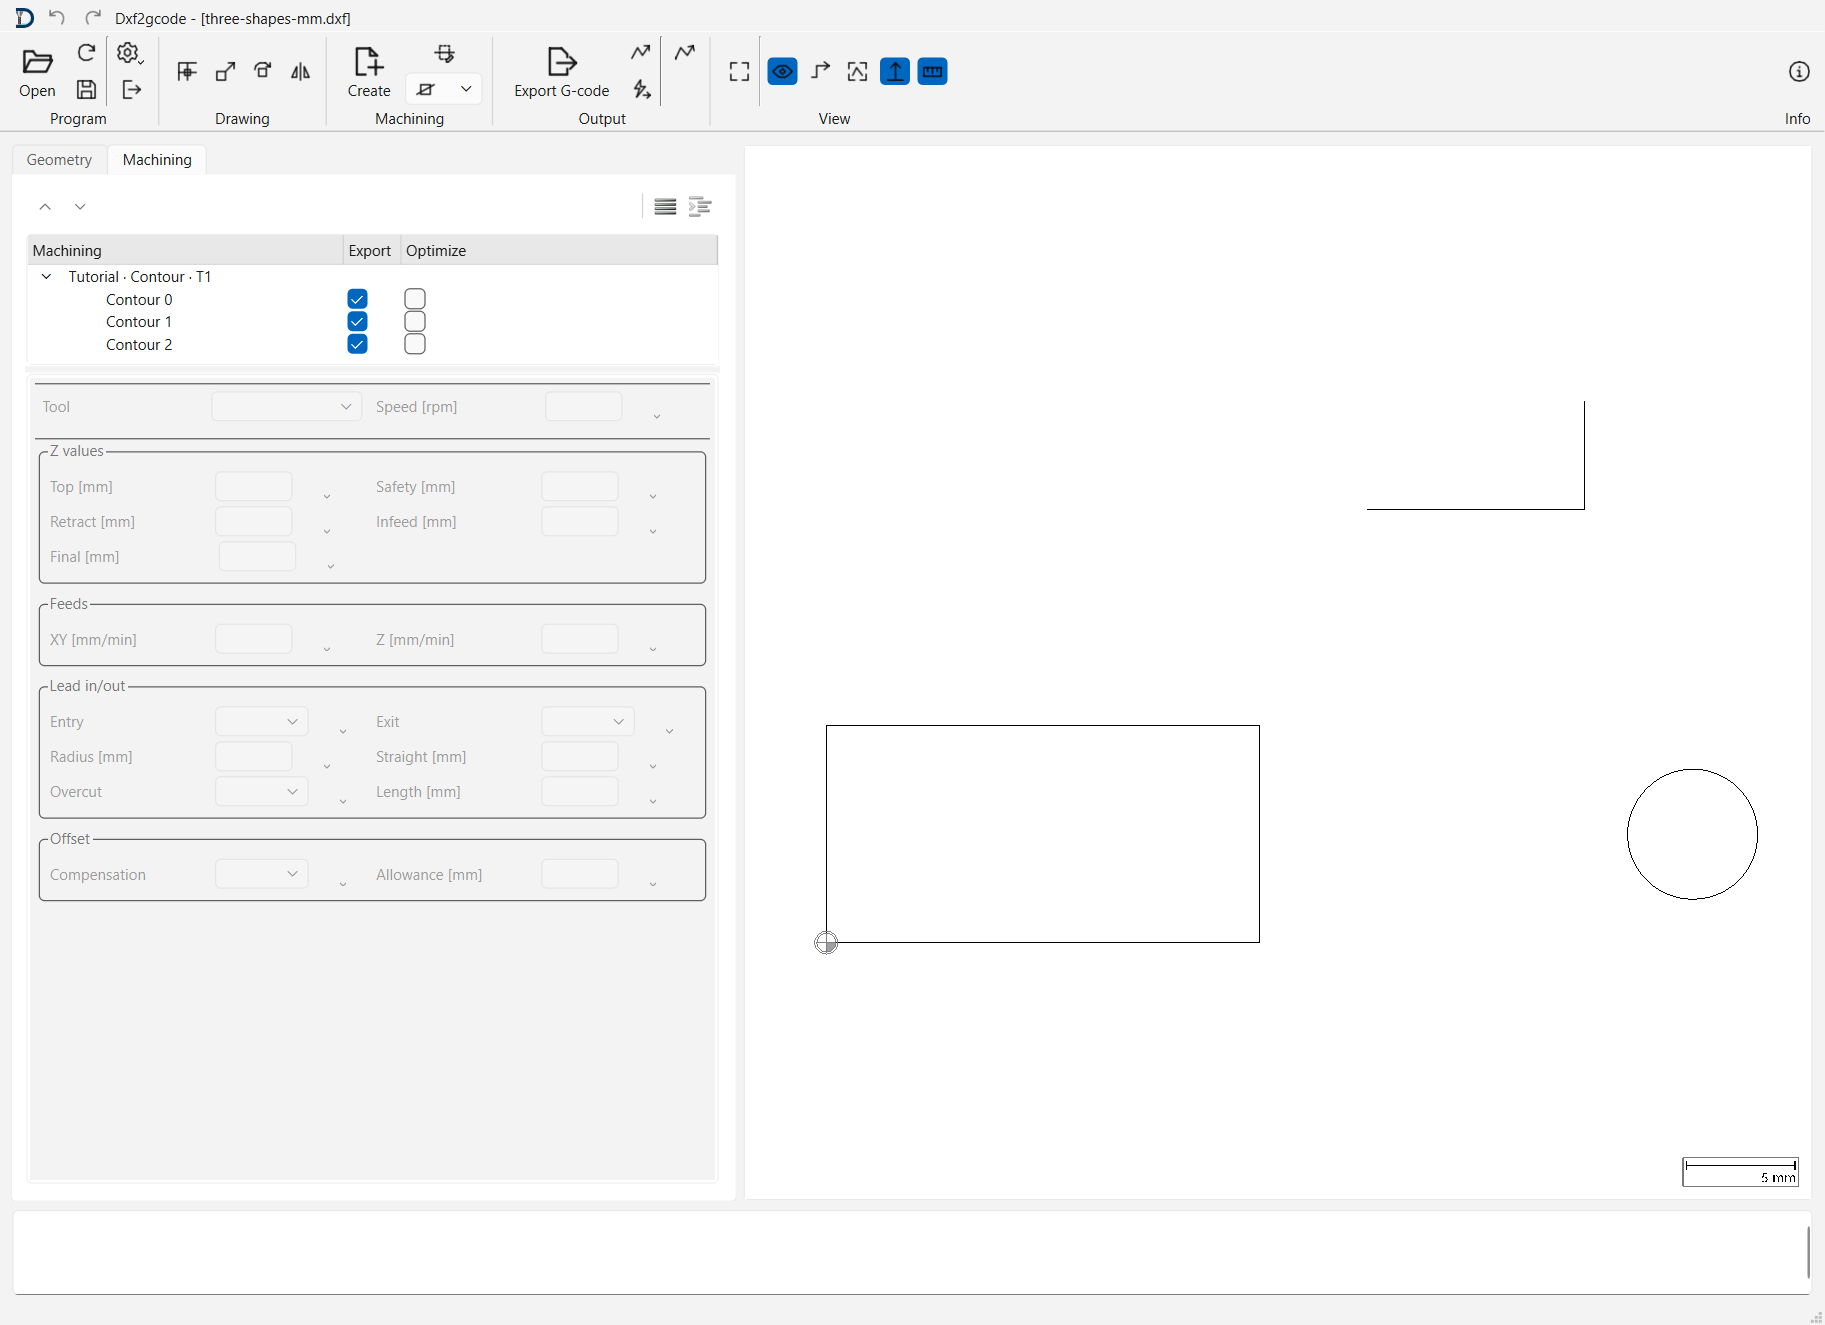 Dxf2gcode - [three-shapes-mm.dxf]
Open
Create
Export G-code
Program
Drawing
Machining
Output
View
Info
Geometry
Machining
Machining
Export
Optimize
Tutorial · Contour · T1
Contour 0
Contour 1
Contour 2
Tool
Speed [rpm]
Z values
Top [mm]
Safety [mm]
Retract [mm]
Infeed [mm]
Final [mm]
Feeds
XY [mm/min]
Z [mm/min]
Lead in/out
Entry
Exit
Radius [mm]
Straight [mm]
Overcut
Length [mm]
Offset
Compensation
Allowance [mm]
5 mm